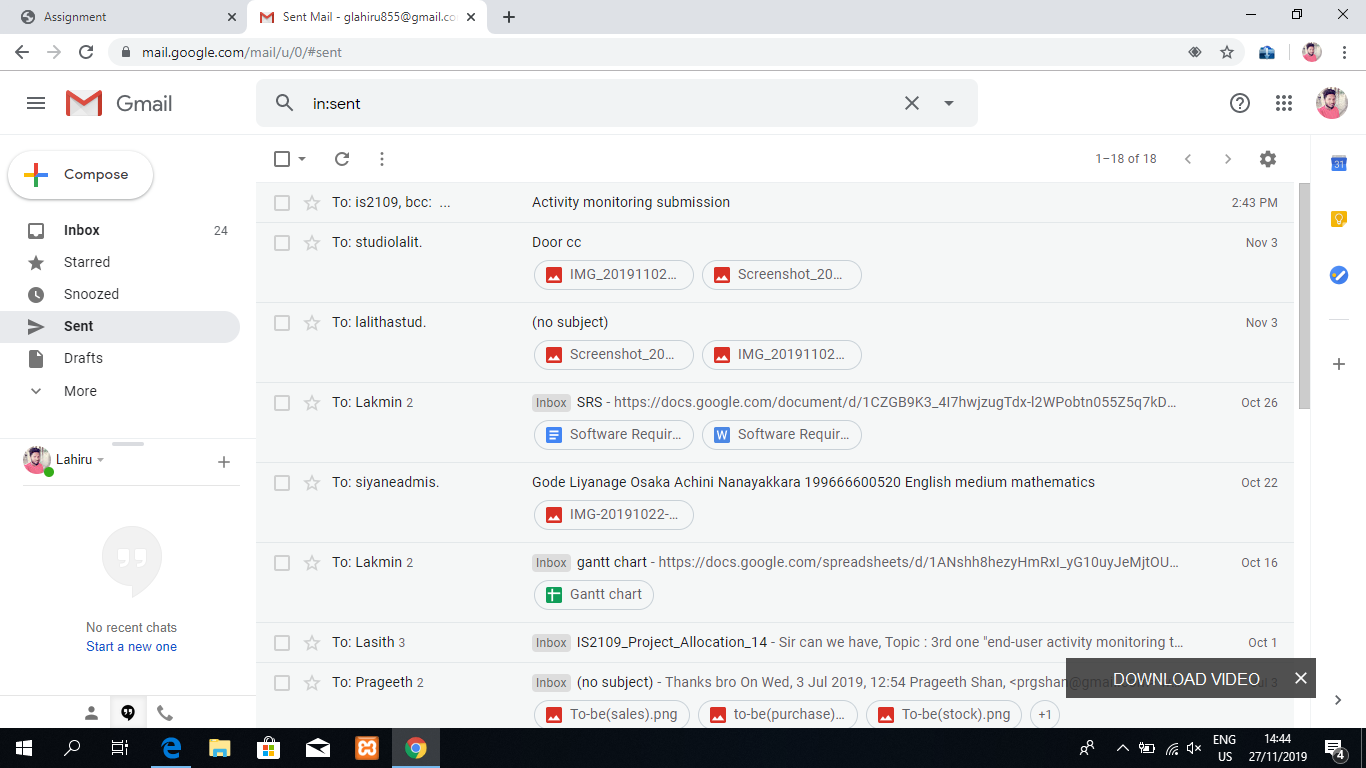 Assignment
Sent Mail - glahiru855@gmail.co
mail.google.com/mail/u/0/#sent
Gmail
in:sent
Compose
1–18 of 18
31
Inbox 24
Starred
Snoozed
Sent
Drafts
More
To: is2109, bcc: ... Activity monitoring submission 2:43 PM
To: studiolalit. Door cc Nov 3
IMG_20191102... Screenshot_20...
To: lalithastud. (no subject) Nov 3
Screenshot_20... IMG_20191102...
To: Lakmin 2 Inbox SRS - https://docs.google.com/document/d/1CZGB9K3_4I7hwjzugTdx-l2WPobtn055Z5q7kD... Oct 26
Software Requir... W Software Requir...
To: siyaneadmis. Gode Liyanage Osaka Achini Nanayakkara 199666600520 English medium mathematics Oct 22
IMG-20191022-...
To: Lakmin 2 Inbox gantt chart - https://docs.google.com/spreadsheets/d/1ANshh8hezyHmRxI_yG10uyJeMjtOU... Oct 16
Gantt chart
To: Lasith 3 Inbox IS2109_Project_Allocation_14 - Sir can we have, Topic : 3rd one "end-user activity monitoring t... Oct 1
To: Prageeth 2 Inbox (no subject) - Thanks bro On Wed, 3 Jul 2019, 12:54 Prageeth Shan, <prgshan@gmail
To-be(sales).png to-be(purchase)... To-be(stock).png +1
Lahiru
No recent chats
Start a new one
DOWNLOAD VIDEO
ENG
US
14:44
27/11/2019
4